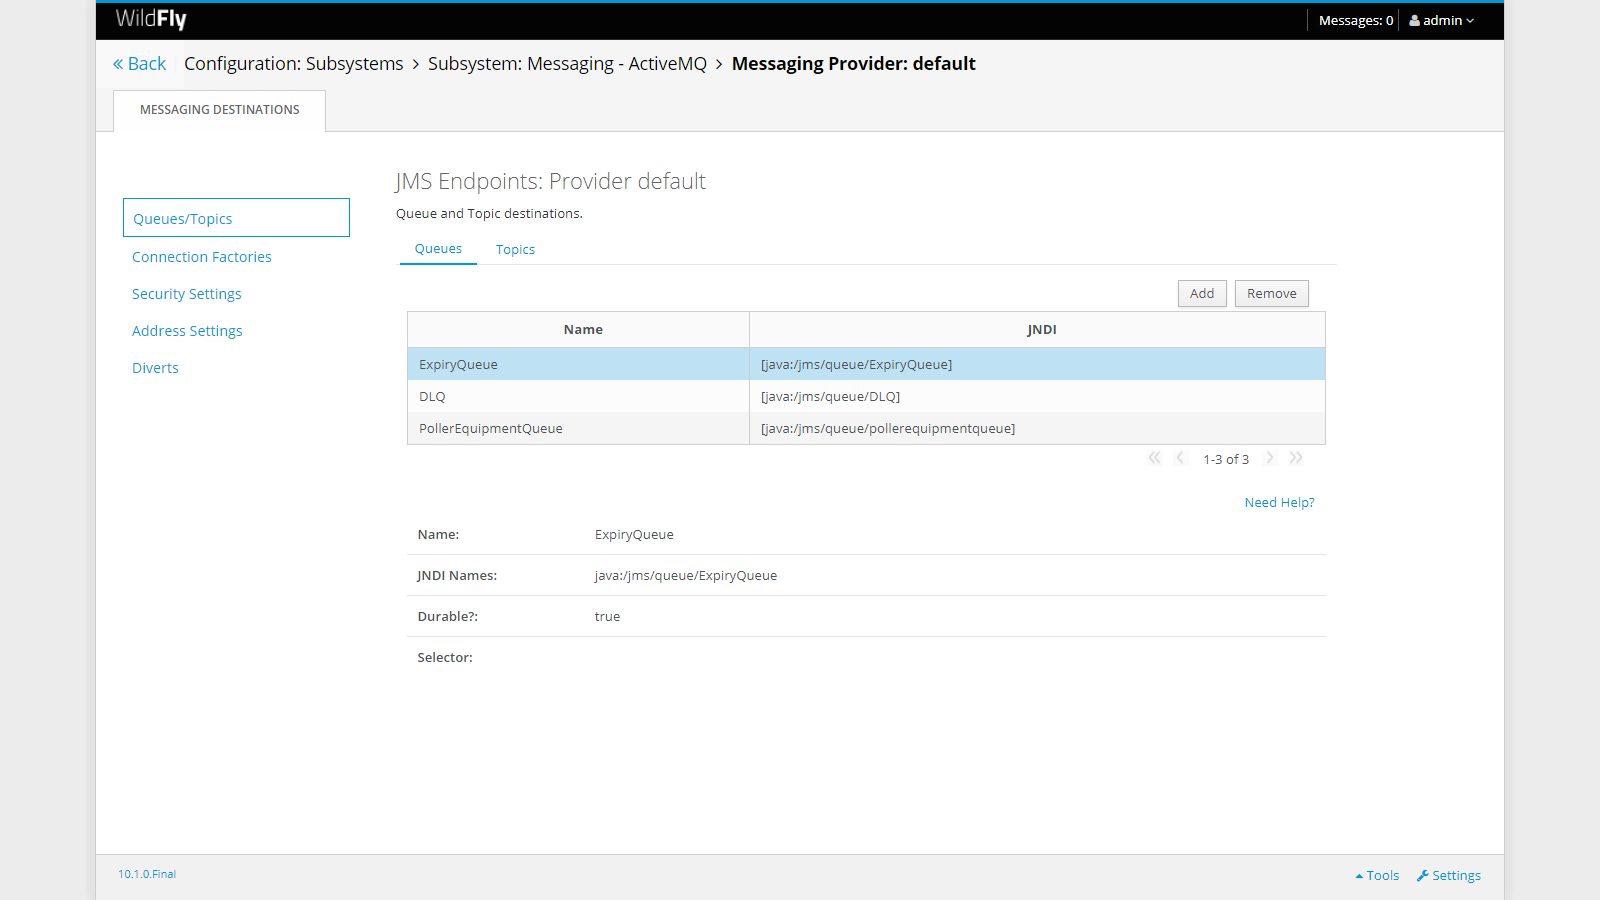 WildFly
Messages: 0 admin
« Back Configuration: Subsystems > Subsystem: Messaging - ActiveMQ > Messaging Provider: default
MESSAGING DESTINATIONS
JMS Endpoints: Provider default
Queue and Topic destinations.
Queues/Topics
Connection Factories
Security Settings
Address Settings
Diverts
Queues Topics
Add Remove
Name JNDI
ExpiryQueue [java:/jms/queue/ExpiryQueue]
DLQ [java:/jms/queue/DLQ]
PollerEquipmentQueue [java:/jms/queue/pollerequipmentqueue]
1-3 of 3
Need Help?
Name: ExpiryQueue
JNDI Names: java:/jms/queue/ExpiryQueue
Durable?: true
Selector:
10.1.0.Final
Tools Settings